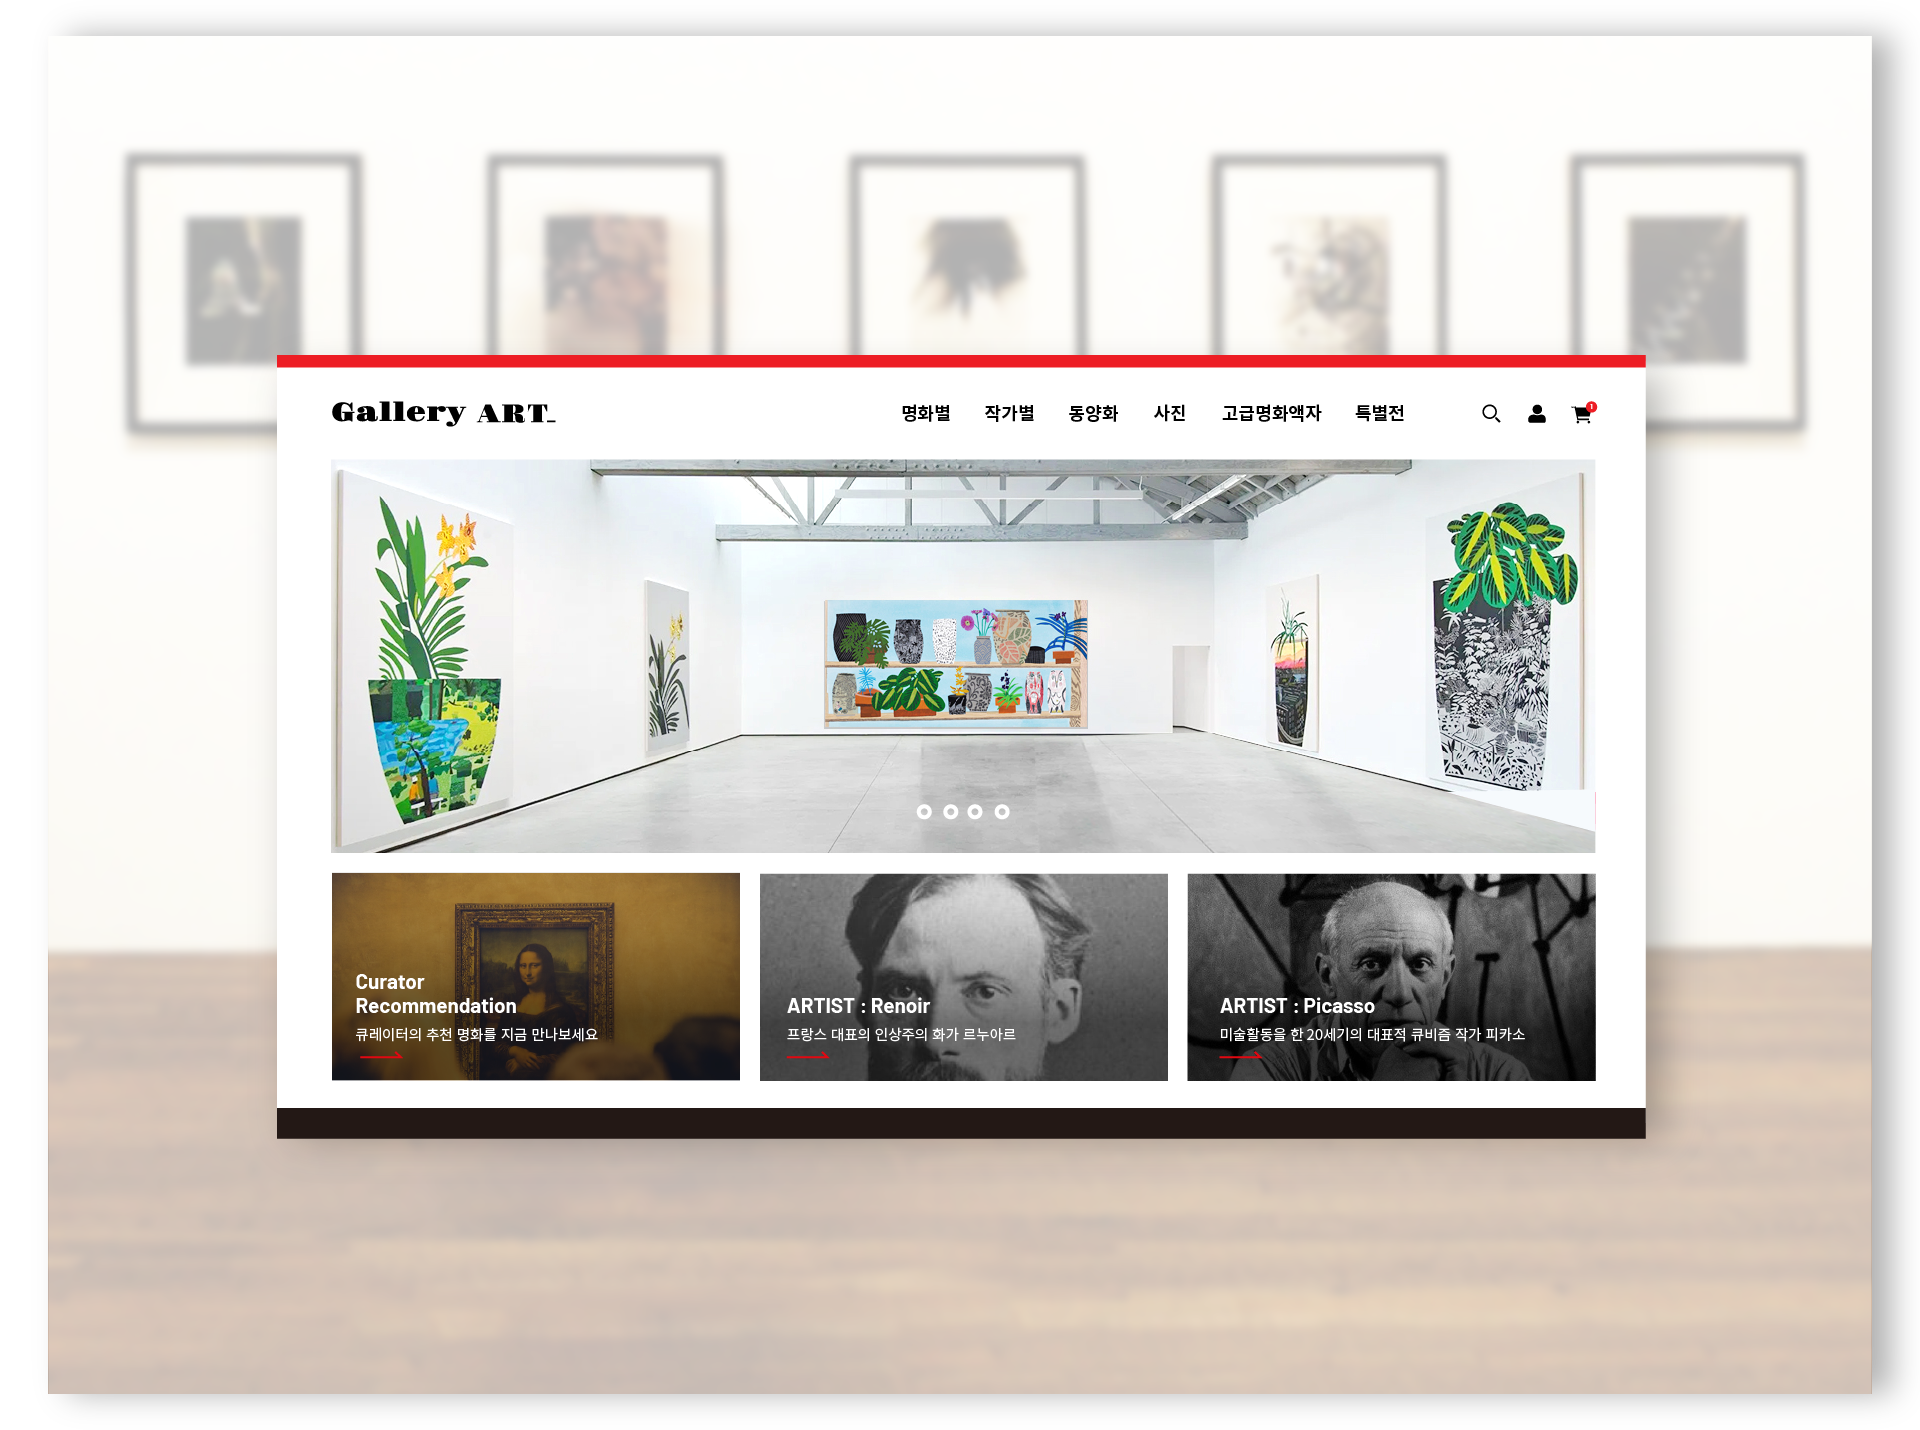 Gallery ART_
명화별 작가별 동양화 사진 고급명화액자 특별전
1
Curator
Recommendation
큐레이터의 추천 명화를 지금 만나보세요
ARTIST : Renoir
프랑스 대표의 인상주의 화가 르누아르
ARTIST : Picasso
미술활동을 한 20세기의 대표적 큐비즘 작가 피카소